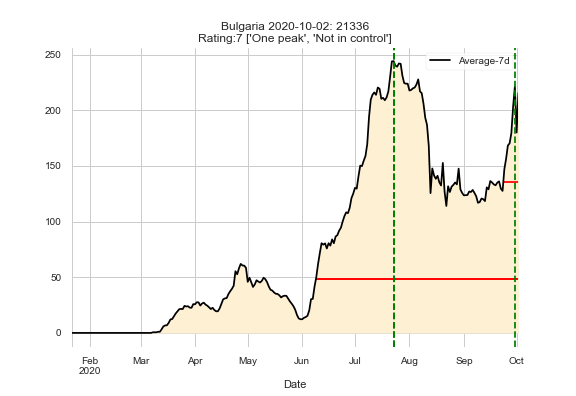 Bulgaria 2020-10-02: 21336
Rating:7 ['One peak', 'Not in control']
Average-7d
250
200
150
100
50
0
Feb Mar Apr May Jun Jul Aug Sep Oct
2020
Date